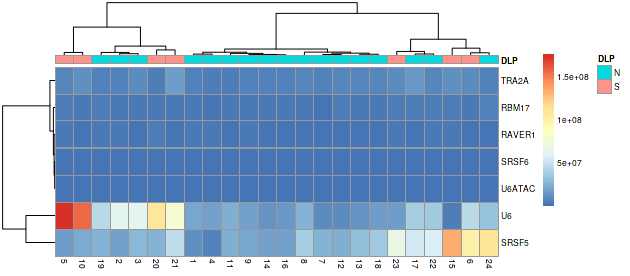 DLP
TRA2A
RBM17
RAVER1
SRSF6
U6ATAC
U6
SRSF5
5 10 19 2 3 20 21 1 4 11 9 14 16 8 7 12 13 18 23 17 22 15 6 24
1.5e+08
1e+08
5e+07
DLP
N
S